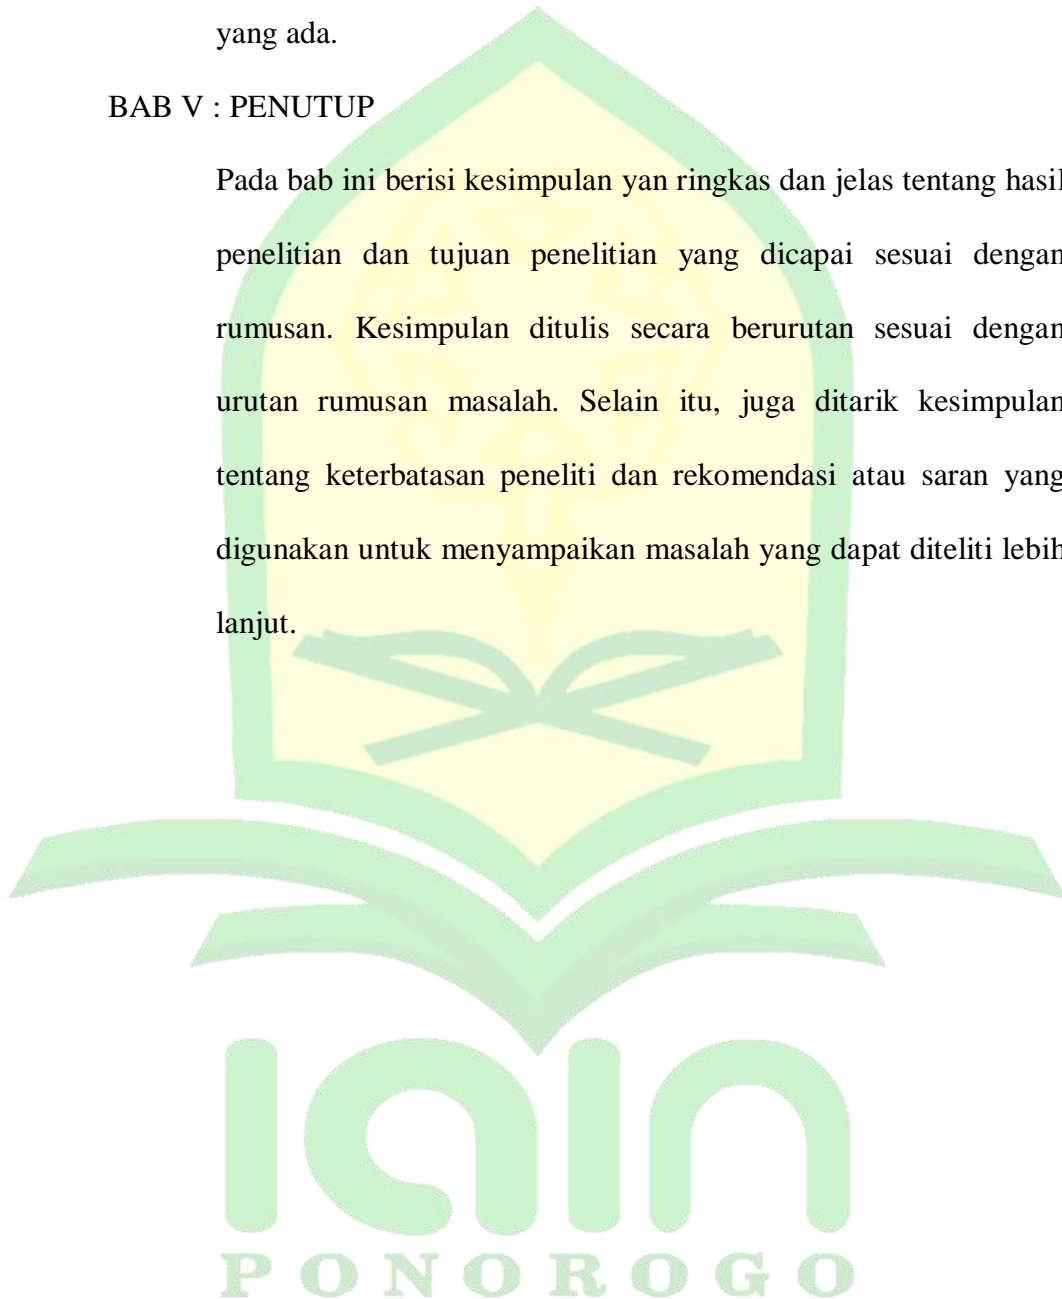 yang ada.
BAB V : PENUTUP
Pada bab ini berisi kesimpulan yan ringkas dan jelas tentang hasil
penelitian dan tujuan penelitian yang dicapai sesuai dengan
rumusan. Kesimpulan ditulis secara berurutan sesuai dengan
urutan rumusan masalah. Selain itu, juga ditarik kesimpulan
tentang keterbatasan peneliti dan rekomendasi atau saran yang
digunakan untuk menyampaikan masalah yang dapat diteliti lebih
lanjut.
iain
PONOROGO